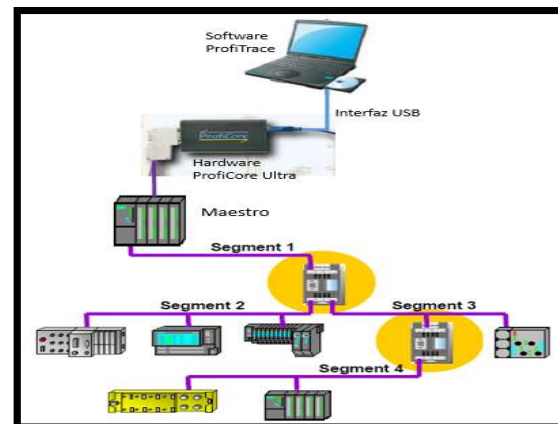 Software
ProfiTrace
Interfaz USB
ProfiCore
Hardware
ProfiCore Ultra
Maestro
Segment 1
Segment 2
Segment 3
Segment 4